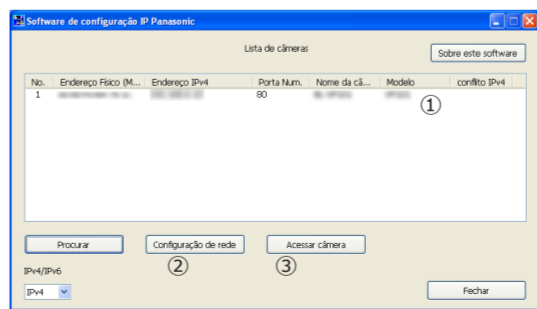 Software de configuração IP Panasonic
Lista de câmeras
Sobre este software
No. Endereço Físico (M... Endereço IPv4 Porta Num. Nome da câ... Modelo conflito IPv4
1 80
①
Procurar Configuração de rede Acessar câmera
② ③
IPv4/IPv6
IPv4 Fechar